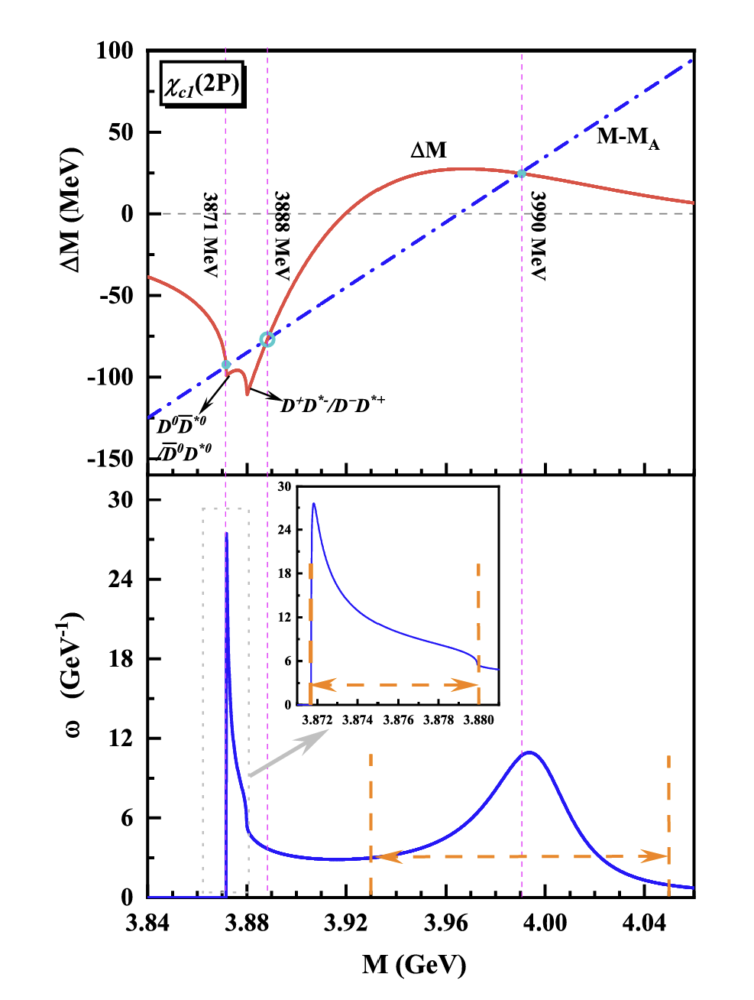 100
50
0
-50
-100
-150
ΔM (MeV)
χc1(2P)
ΔM
M-MA
3871 MeV
3888 MeV
3990 MeV
D⁰D̅*⁰
/D̅⁰D*⁰
D⁺D*⁻/D⁻D*⁺
30
24
18
12
6
0
ω (GeV⁻¹)
30
24
18
12
6
0
3.872 3.874 3.876 3.878 3.880
3.84 3.88 3.92 3.96 4.00 4.04
M (GeV)